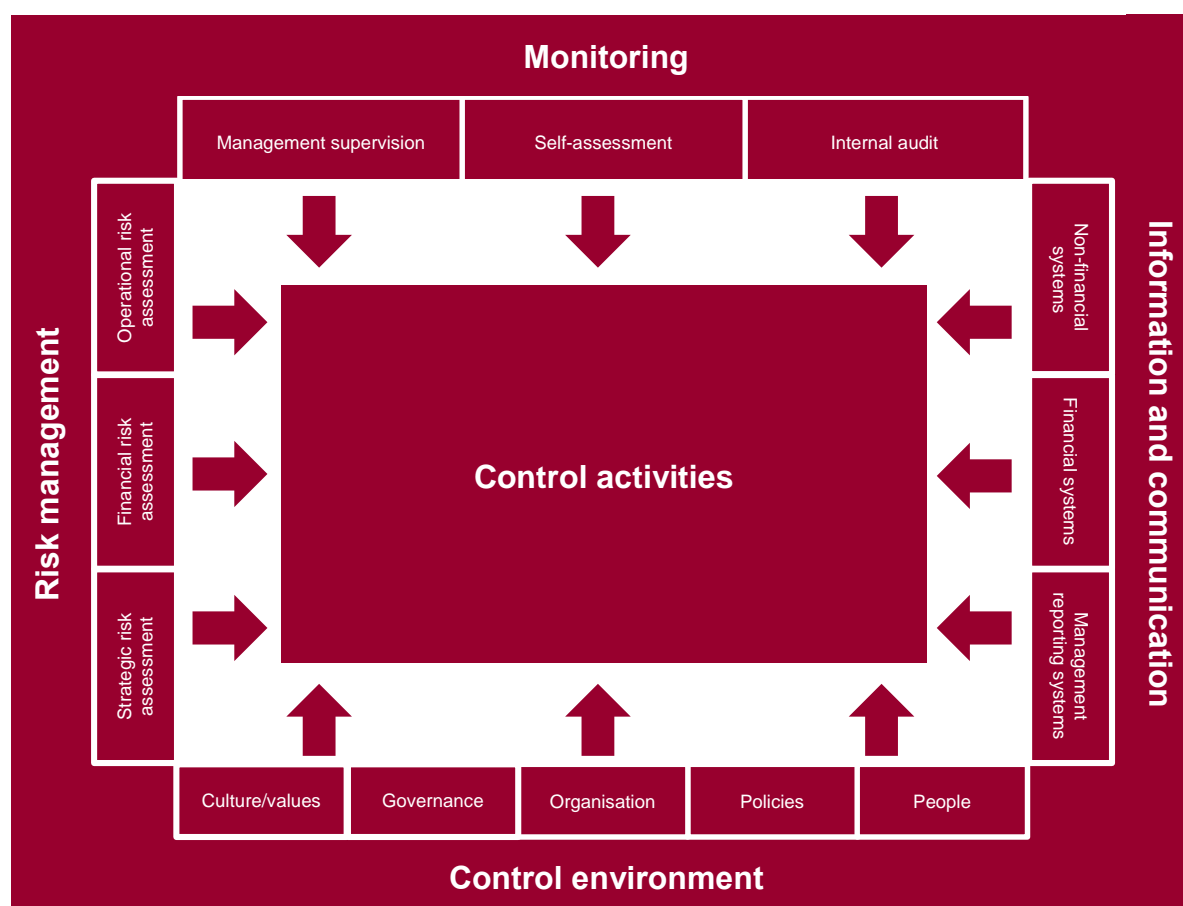 Monitoring
Management supervision
Self-assessment
Internal audit
Risk management
Operational risk
assessment
Financial risk
assessment
Strategic risk
assessment
Control activities
Non-financial
systems
Financial systems
Management
reporting systems
Information and communication
Culture/values
Governance
Organisation
Policies
People
Control environment